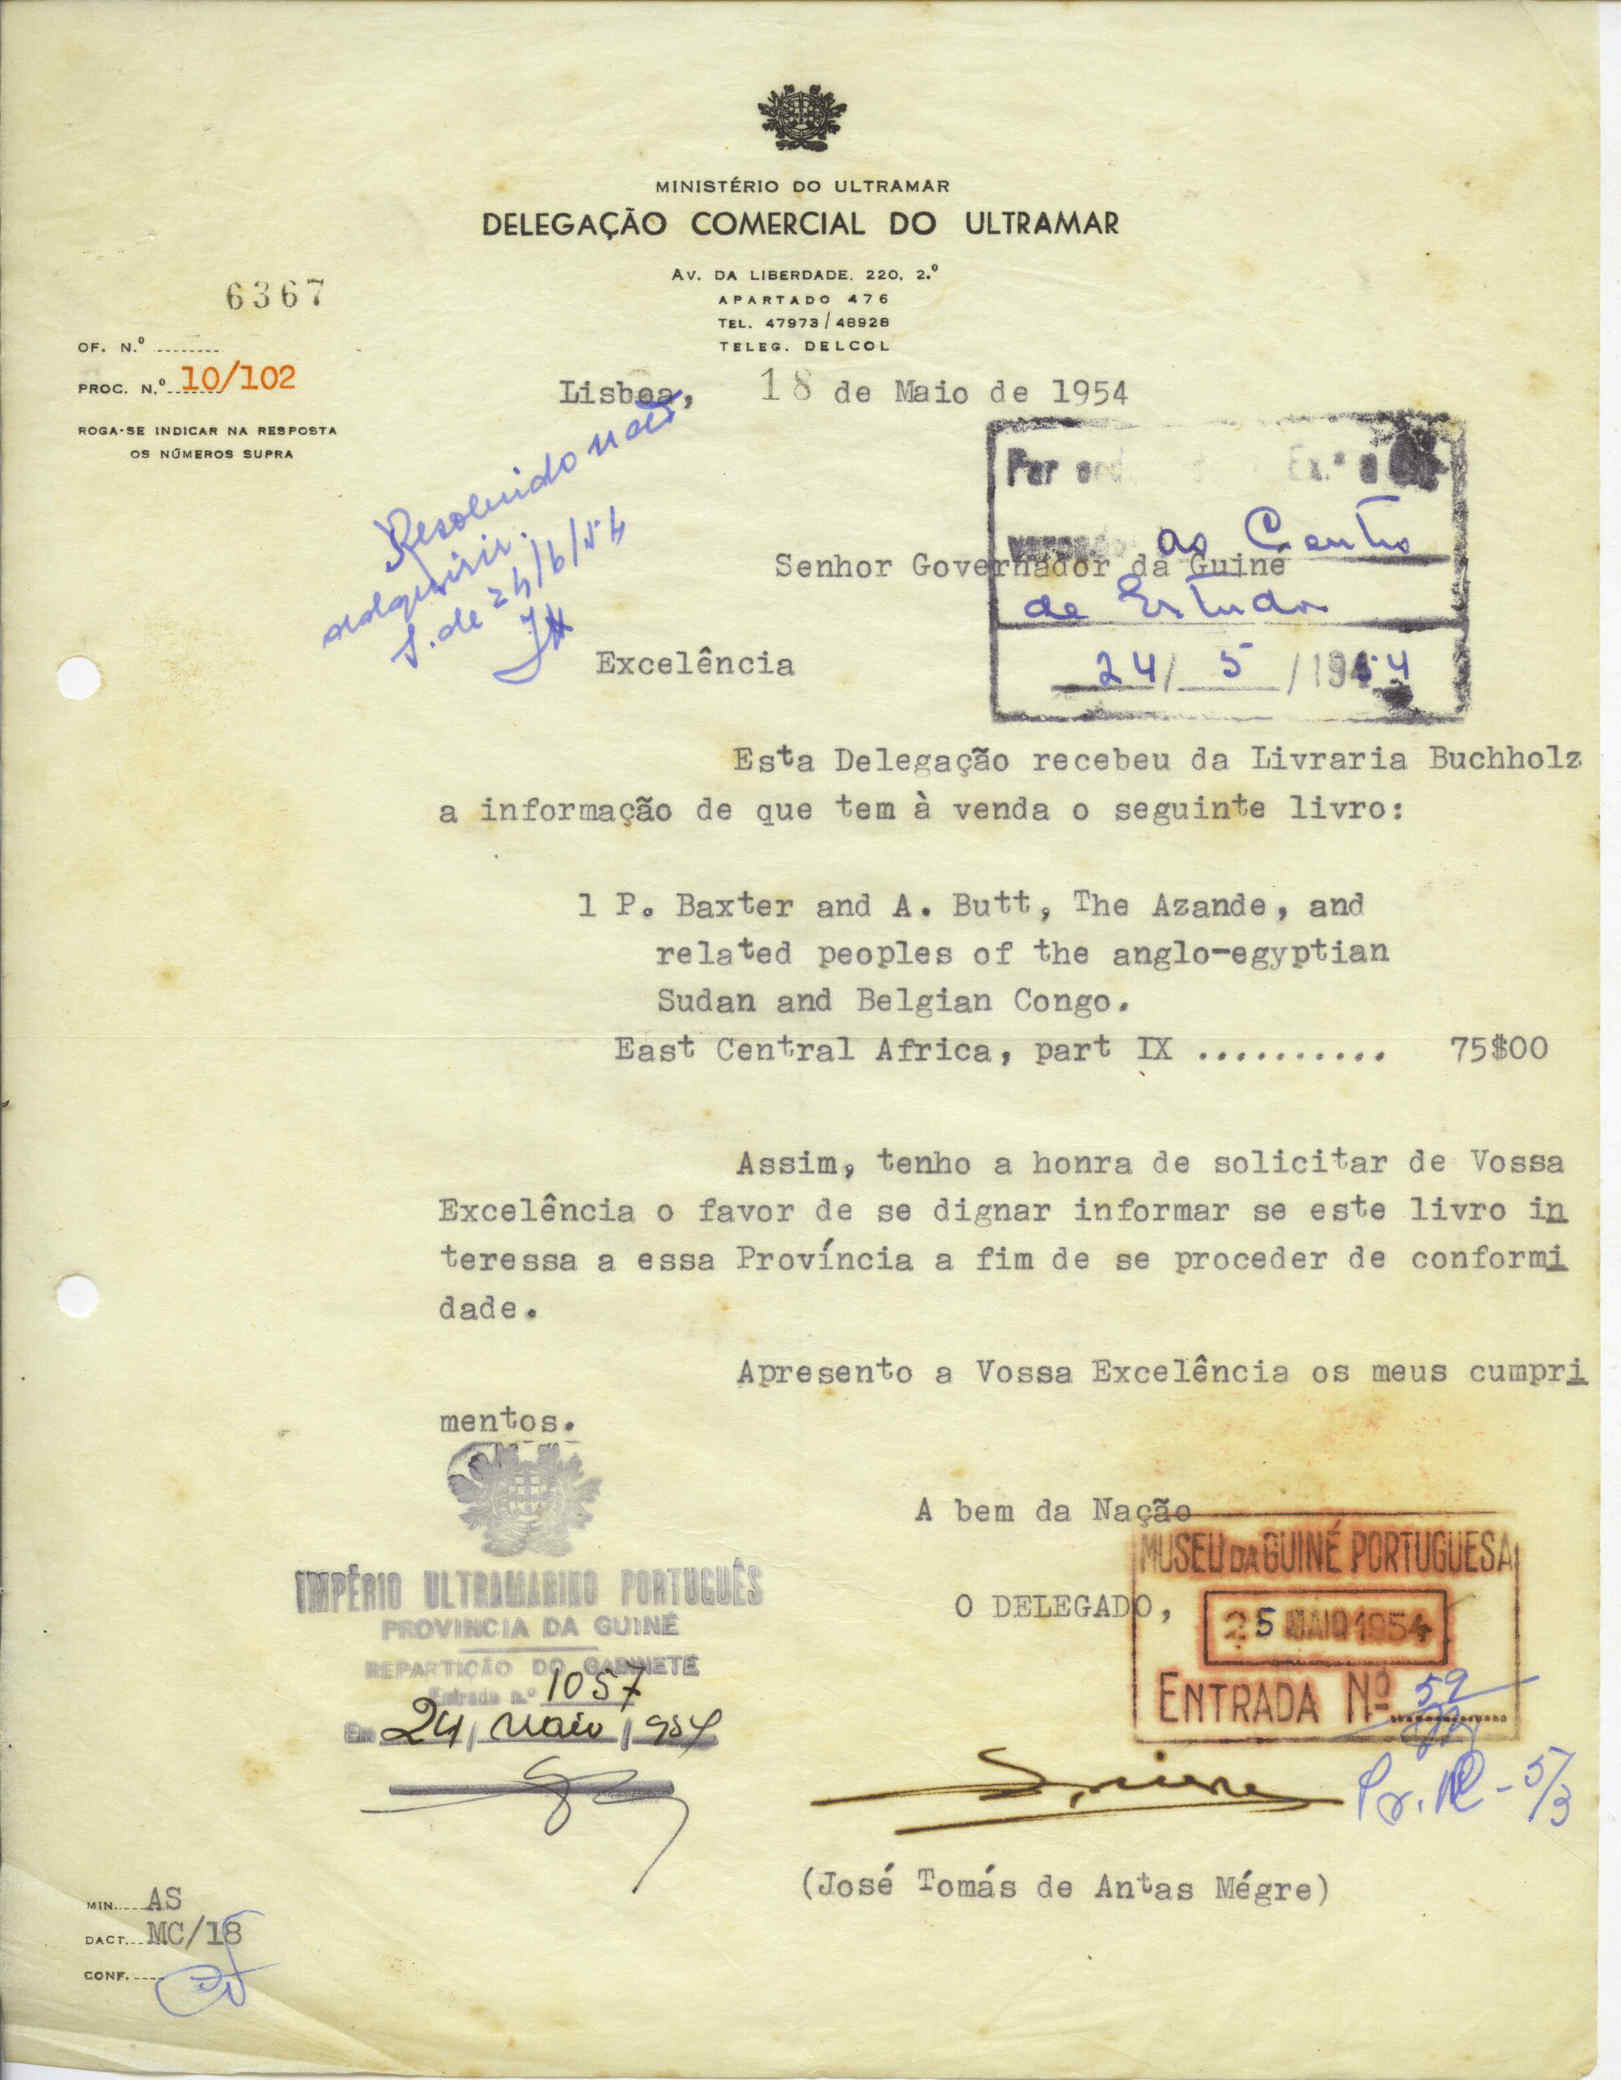 MINISTÉRIO DO ULTRAMAR
DELEGAÇÃO COMERCIAL DO ULTRAMAR
AV. DA LIBERDADE, 220, 2.º
APARTADO 476
TEL. 47973/48928
TELEG. DELCOL
6367
OF. N.º ........
PROC. N.º 10/102
ROGA-SE INDICAR NA RESPOSTA
OS NÚMEROS SUPRA
Lisboa, 18 de Maio de 1954
Resolvido não
adquirir.
S. de 24/6/54
Por
ao Centro
Senhor Governador da Guiné
de Estudos
24/ 5 /1954
Excelência
Esta Delegação recebeu da Livraria Buchholz
a informação de que tem à venda o seguinte livro:
1 P. Baxter and A. Butt, The Azande, and
related peoples of the anglo-egyptian
Sudan and Belgian Congo.
East Central Africa, part IX .......... 75$00
Assim, tenho a honra de solicitar de Vossa
Excelência o favor de se dignar informar se este livro in
teressa a essa Província a fim de se proceder de conformi
dade.
Apresento a Vossa Excelência os meus cumpri
mentos.
A bem da Nação
O DELEGADO,
IMPÉRIO ULTRAMARINO PORTUGUÊS
PROVINCIA DA GUINÉ
REPARTIÇÃO DO GABINETE
Entrada n.º 1057
Em 24/ Maio /954
MUSEU DA GUINÉ PORTUGUESA
25 MAIO 1954
ENTRADA Nº 59
(José Tomás de Antas Mégre)
MIN. AS
DACT. MC/18
CONF.